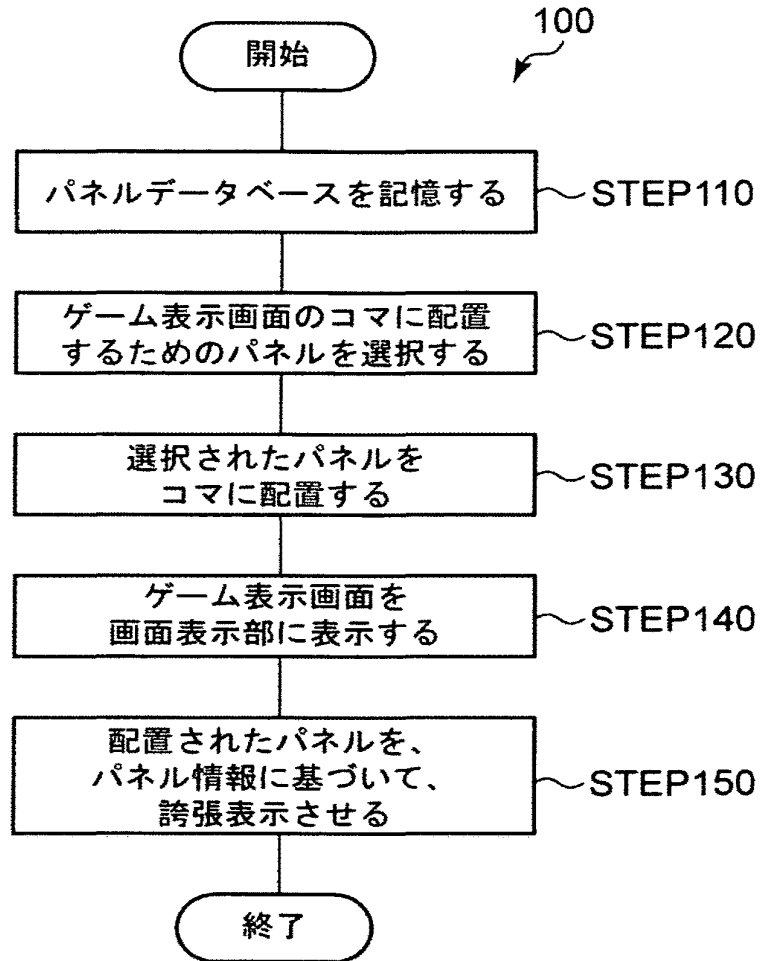 100
開始
パネルデータベースを記憶する
STEP110
ゲーム表示画面のコマに配置
するためのパネルを選択する
STEP120
選択されたパネルを
コマに配置する
STEP130
ゲーム表示画面を
画面表示部に表示する
STEP140
配置されたパネルを、
パネル情報に基づいて、
誇張表示させる
STEP150
終了